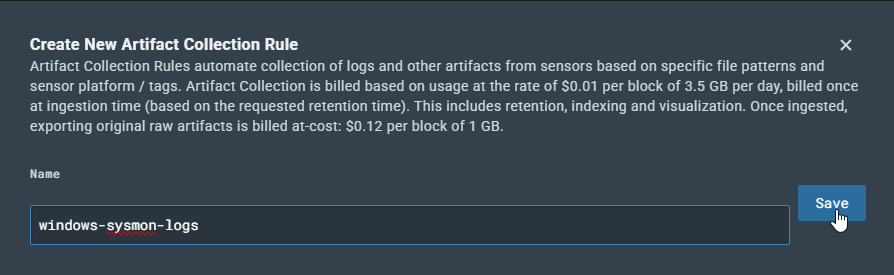 Create New Artifact Collection Rule
Artifact Collection Rules automate collection of logs and other artifacts from sensors based on specific file patterns and
sensor platform / tags. Artifact Collection is billed based on usage at the rate of $0.01 per block of 3.5 GB per day, billed once
at ingestion time (based on the requested retention time). This includes retention, indexing and visualization. Once ingested,
exporting original raw artifacts is billed at-cost: $0.12 per block of 1 GB.
Name
windows-sysmon-logs
Save